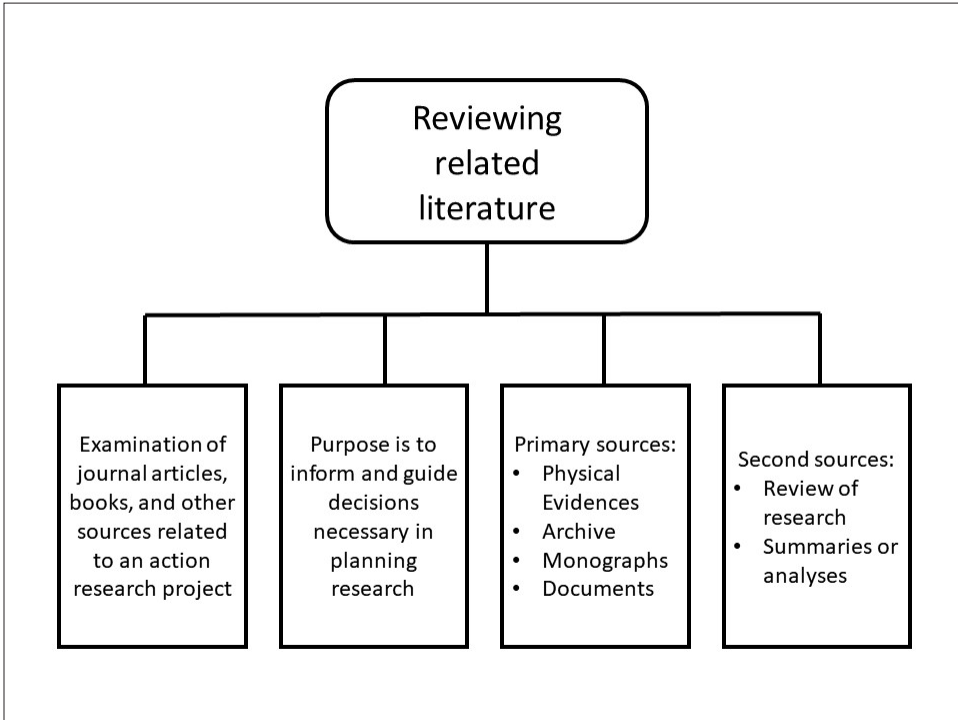 Reviewing
related
literature
Examination of
journal articles,
books, and other
sources related
to an action
research project
Purpose is to
inform and guide
decisions
necessary in
planning
research
Primary sources:
• Physical
Evidences
• Archive
• Monographs
• Documents
Second sources:
• Review of
research
• Summaries or
analyses